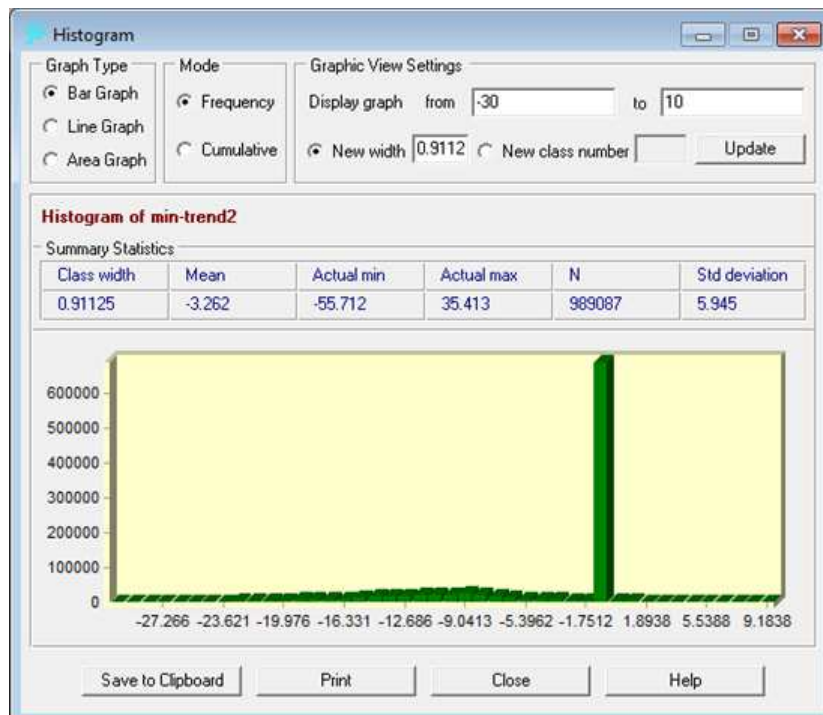 Histogram
Graph Type
Bar Graph
Line Graph
Area Graph
Mode
Frequency
Cumulative
Graphic View Settings
Display graph from -30 to 10
New width 0.9112 New class number Update
Histogram of min-trend2
Summary Statistics
Class width Mean Actual min Actual max N Std deviation
0.91125 -3.262 -55.712 35.413 989087 5.945
600000
500000
400000
300000
200000
100000
0
-27.266 -23.621 -19.976 -16.331 -12.686 -9.0413 -5.3962 -1.7512 1.8938 5.5388 9.1838
Save to Clipboard Print Close Help